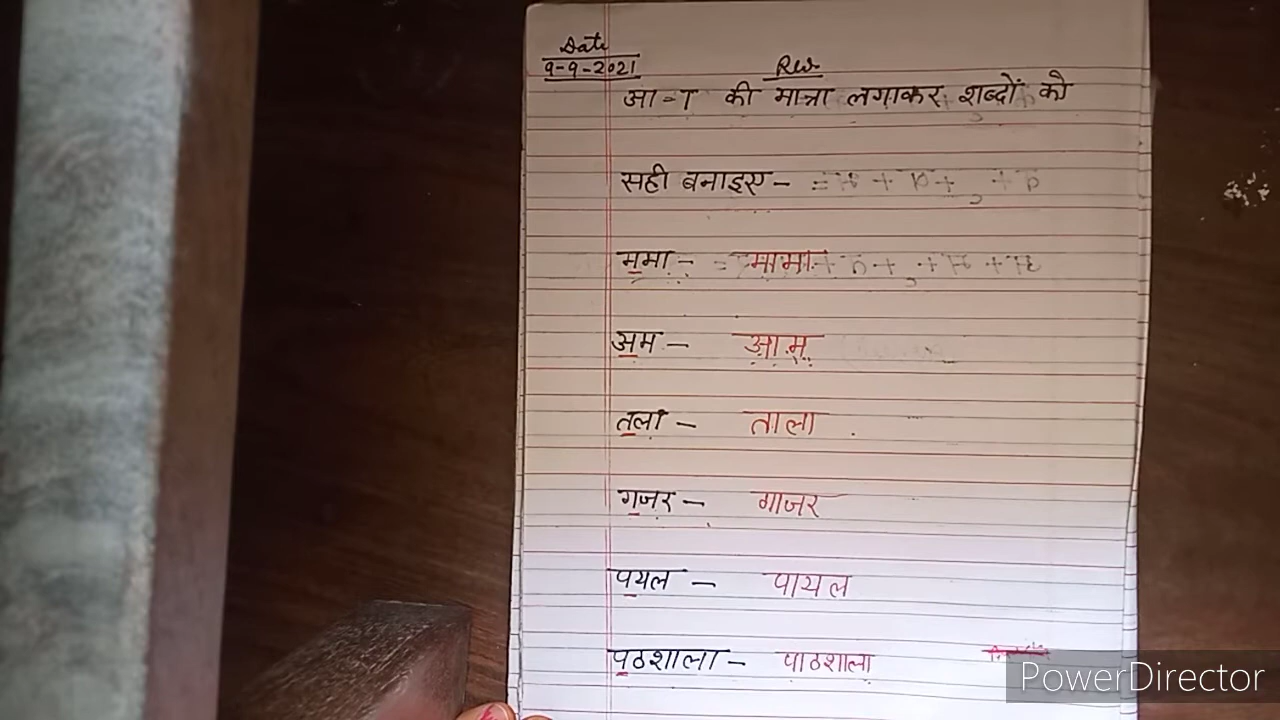 Date
9-9-2021
R.W.
आ - ा की मात्रा लगाकर शब्दों को
सही बनाइए -
ममा - मामा
अम - आम
तला - ताला
गजर - गाजर
पयल - पायल
पठशाला - पाठशाला
PowerDirector